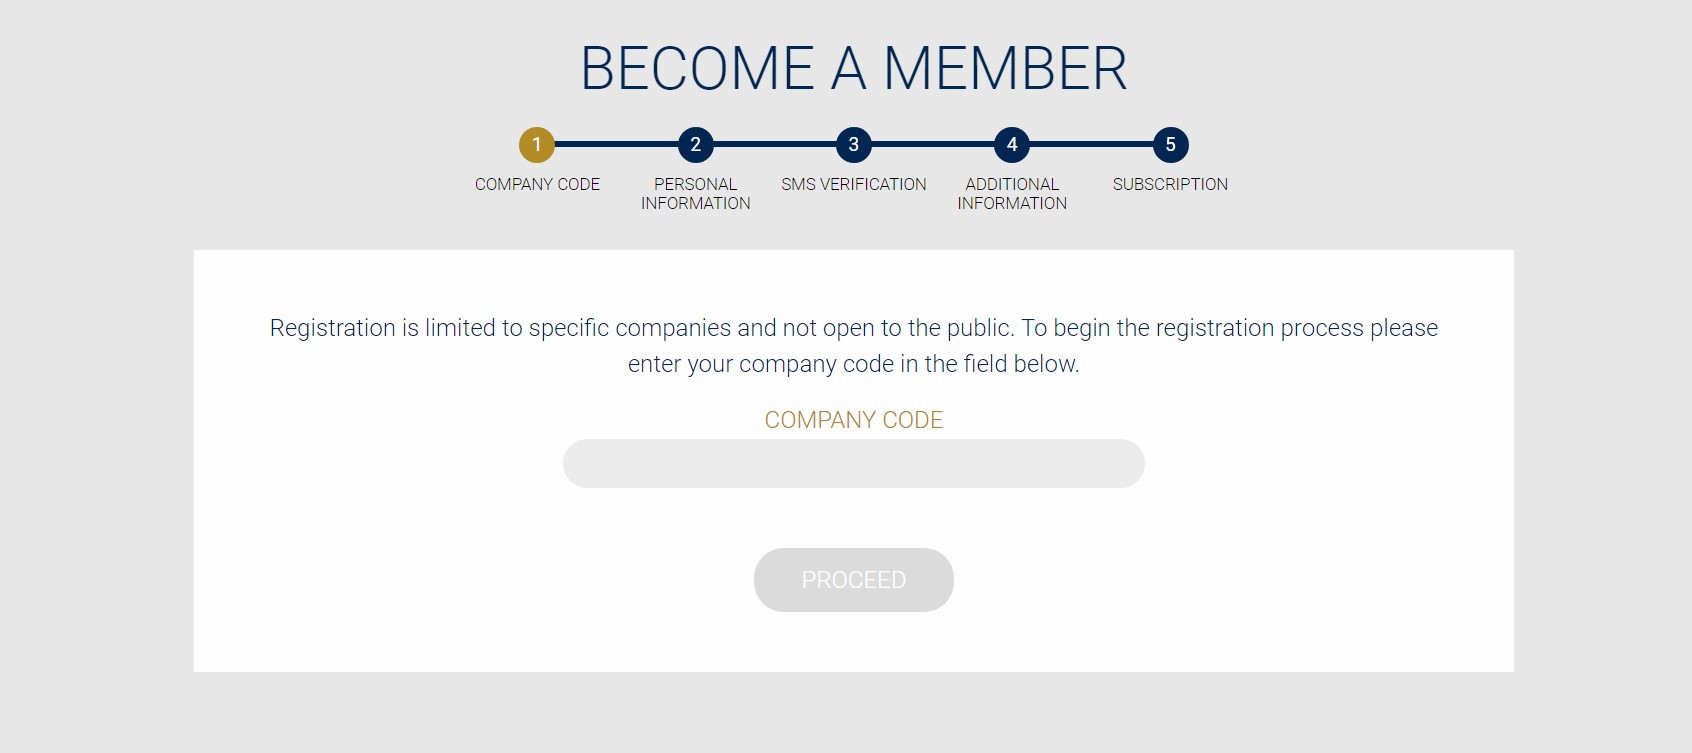 BECOME A MEMBER
1 2 3 4 5
COMPANY CODE
PERSONAL
INFORMATION
SMS VERIFICATION
ADDITIONAL
INFORMATION
SUBSCRIPTION
Registration is limited to specific companies and not open to the public. To begin the registration process please
enter your company code in the field below.
COMPANY CODE
PROCEED